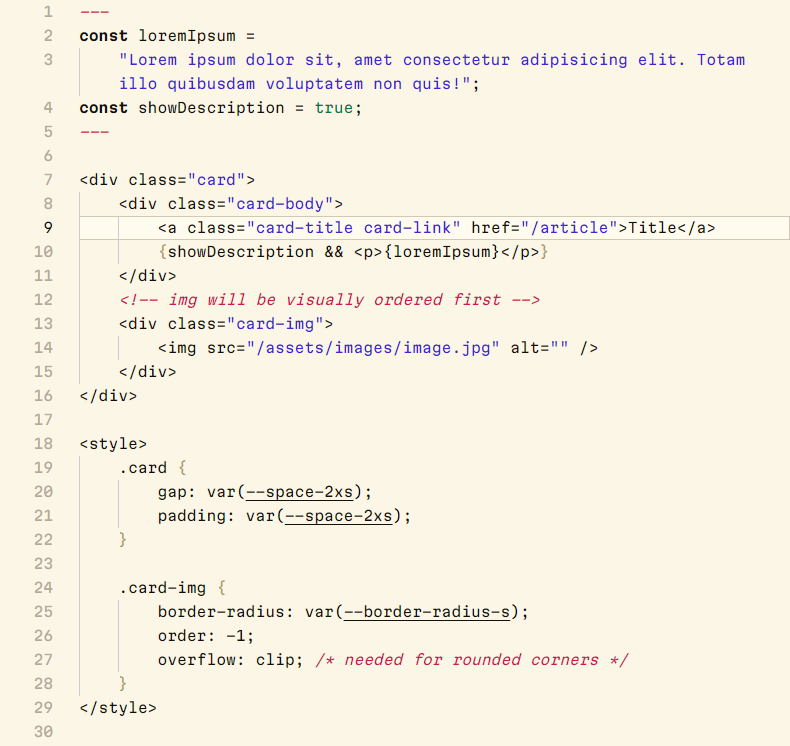 1 ---
2 const loremIpsum =
3 "Lorem ipsum dolor sit, amet consectetur adipisicing elit. Totam
illo quibusdam voluptatem non quis!";
4 const showDescription = true;
5 ---
6
7 <div class="card">
8 <div class="card-body">
9 <a class="card-title card-link" href="/article">Title</a>
10 {showDescription && <p>{loremIpsum}</p>}
11 </div>
12 <!-- img will be visually ordered first -->
13 <div class="card-img">
14 <img src="/assets/images/image.jpg" alt="" />
15 </div>
16 </div>
17
18 <style>
19 .card {
20 gap: var(--space-2xs);
21 padding: var(--space-2xs);
22 }
23
24 .card-img {
25 border-radius: var(--border-radius-s);
26 order: -1;
27 overflow: clip; /* needed for rounded corners */
28 }
29 </style>
30